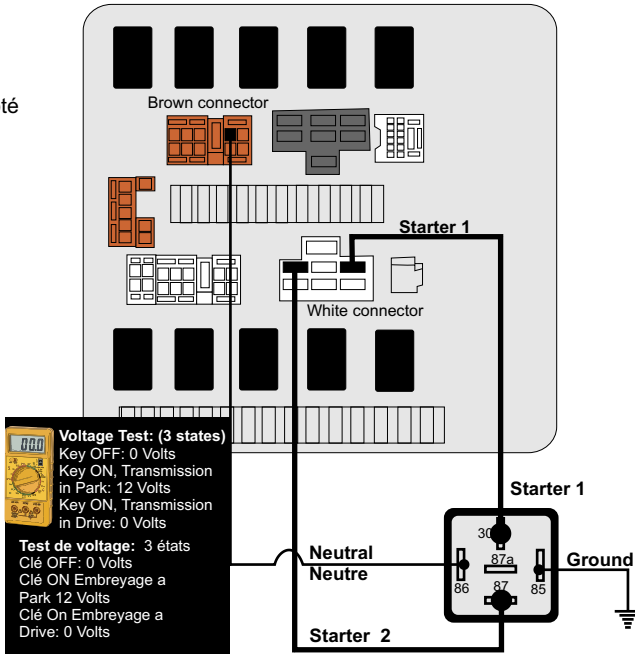 té
Brown connector
Starter 1
White connector
000
Voltage Test: (3 states)
Key OFF: 0 Volts
Key ON, Transmission
in Park: 12 Volts
Key ON, Transmission
in Drive: 0 Volts
Test de voltage: 3 états
Clé OFF: 0 Volts
Clé ON Embreyage a
Park 12 Volts
Clé On Embreyage a
Drive: 0 Volts
Starter 1
30
87a
87
86
85
Neutral
Neutre
Ground
Starter 2